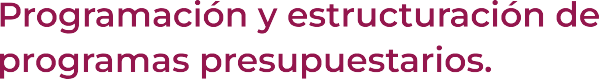 Programación y estructuración de
programas presupuestarios.